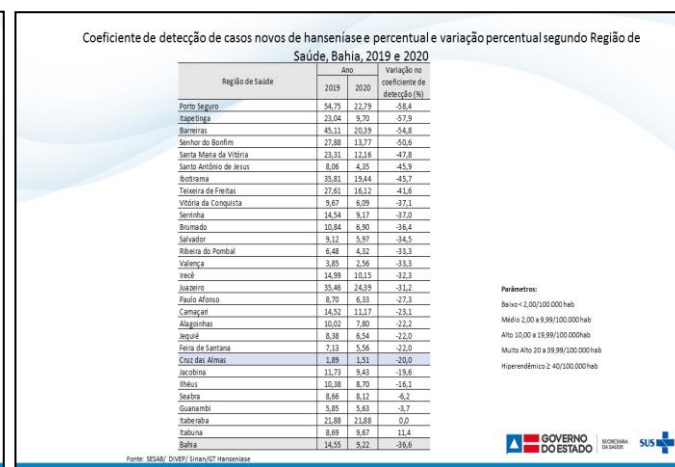 Coeficiente de detecção de casos novos de hanseníase e percentual e variação percentual segundo Região de
Saúde, Bahia, 2019 e 2020
Região de Saúde Ano Variação no coeficiente de detecção (%)
2019 2020
Porto Seguro 54,75 22,79 -58,4
Itapetinga 23,04 9,70 -57,9
Barreiras 45,11 20,39 -54,8
Senhor do Bonfim 27,88 13,77 -50,6
Santa Maria da Vitória 23,31 12,16 -47,8
Santo Antônio de Jesus 8,06 4,35 -45,9
Ibotirama 35,81 19,44 -45,7
Teixeira de Freitas 27,61 16,12 -41,6
Vitória da Conquista 9,67 6,09 -37,1
Serrinha 14,54 9,17 -37,0
Brumado 10,84 6,90 -36,4
Salvador 9,12 5,97 -34,5
Ribeira do Pombal 6,48 4,32 -33,3
Valença 3,85 2,56 -33,3
Irecê 14,99 10,15 -32,3
Juazeiro 35,46 24,39 -31,2
Paulo Afonso 8,70 6,33 -27,3
Camaçari 14,52 11,17 -23,1
Alagoinhas 10,02 7,80 -22,2
Jequié 8,38 6,54 -22,0
Feira de Santana 7,13 5,56 -22,0
Cruz das Almas 1,89 1,51 -20,0
Jacobina 11,73 9,43 -19,6
Ilhéus 10,38 8,70 -16,1
Seabra 8,66 8,12 -6,2
Guanambi 5,85 5,63 -3,7
Itaberaba 21,88 21,88 0,0
Itabuna 8,69 9,67 11,4
Bahia 14,55 9,22 -36,6
Fonte: SESAB/ DIVEP/ Sinan/GT Hanseníase
Parâmetros:
Baixo < 2,00/100.000 hab
Médio 2,00 a 9,99/100.000 hab
Alto 10,00 a 19,99/100.000hab
Muito Alto 20 a 39,99/100.000 hab
Hiperendêmico ≥ 40/100.000 hab
GOVERNO DO ESTADO
SECRETARIA DA SAÚDE
SUS